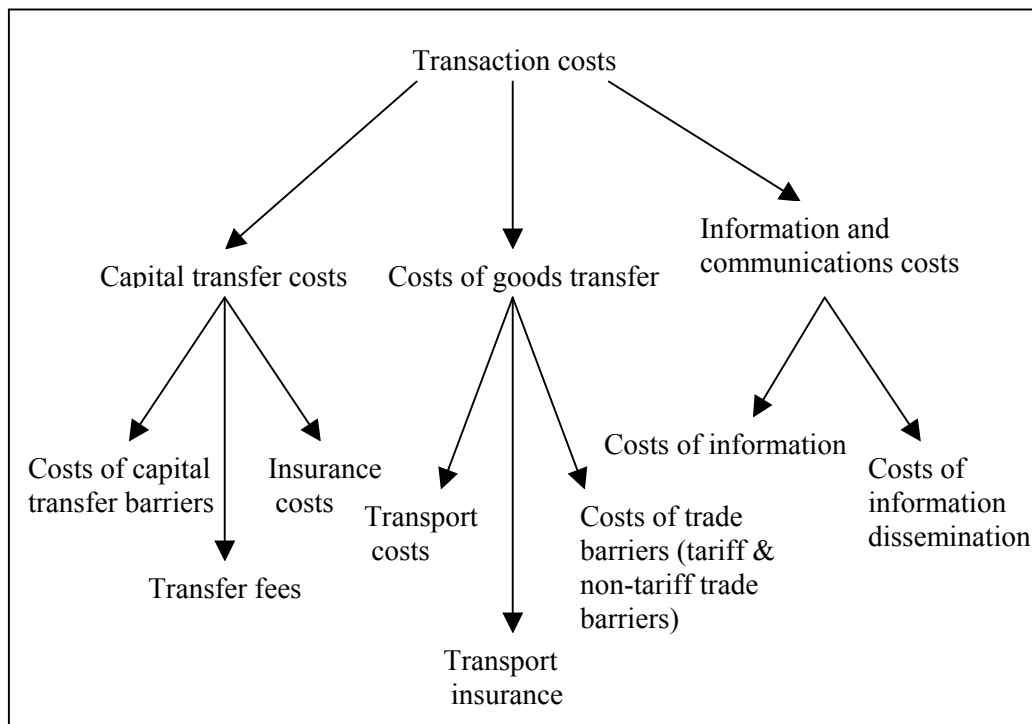 Transaction costs
Capital transfer costs
Costs of goods transfer
Information and
communications costs
Costs of capital
transfer barriers
Transfer fees
Insurance
costs
Transport
costs
Transport
insurance
Costs of trade
barriers (tariff &
non-tariff trade
barriers)
Costs of information
Costs of
information
dissemination